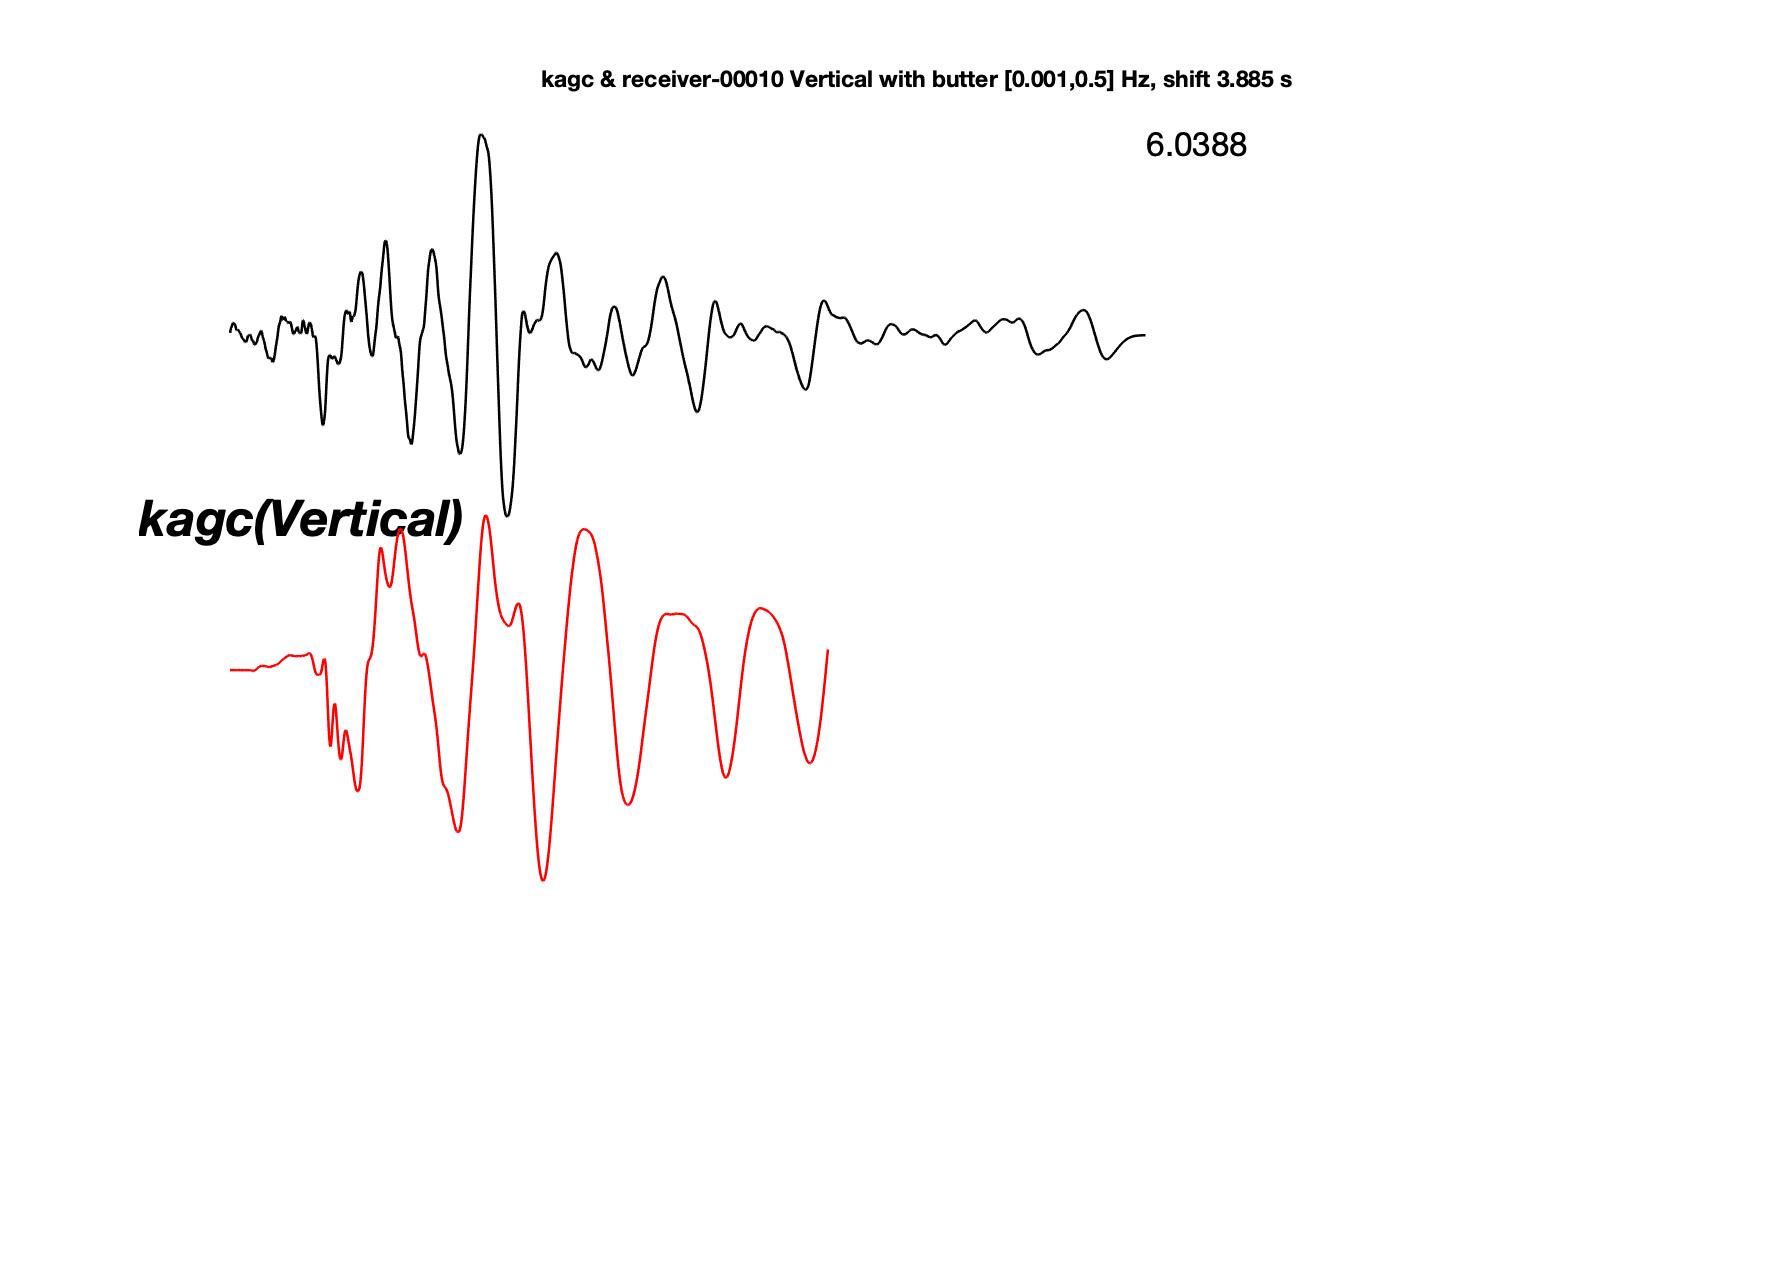 kagc & receiver-00010 Vertical with butter [0.001,0.5] Hz, shift 3.885 s
6.0388
kagc(Vertical)